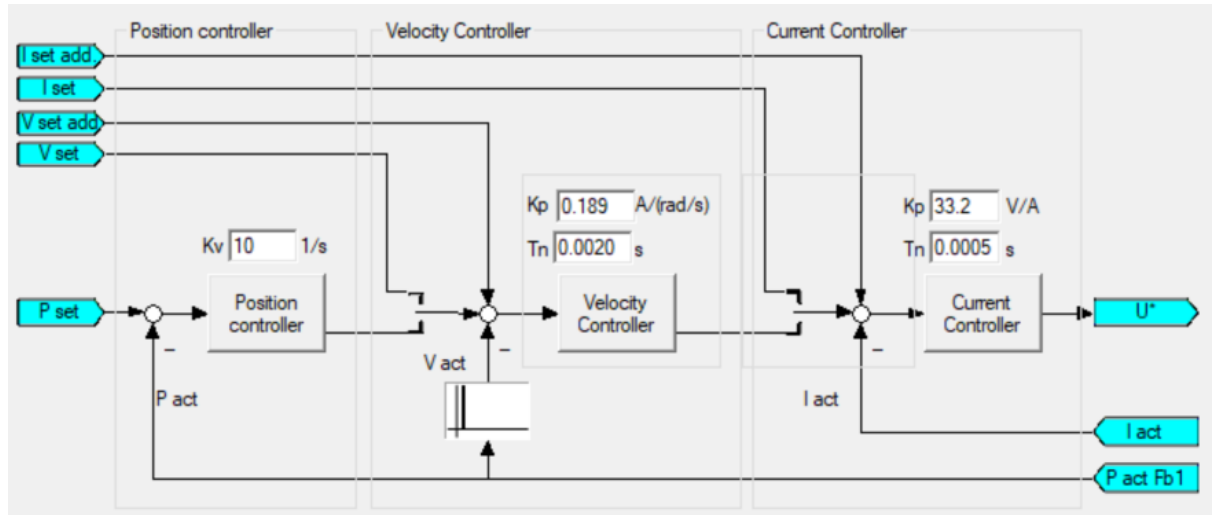 Position controller
Velocity Controller
Current Controller
I set add.
I set
V set add
V set
Kp 0.189 A/(rad/s)
Kp 33.2 V/A
Kv 10 1/s
Tn 0.0020 s
Tn 0.0005 s
P set
Position
controller
Velocity
Controller
Current
Controller
U*
–
–
–
V act
P act
I act
I act
P act Fb1